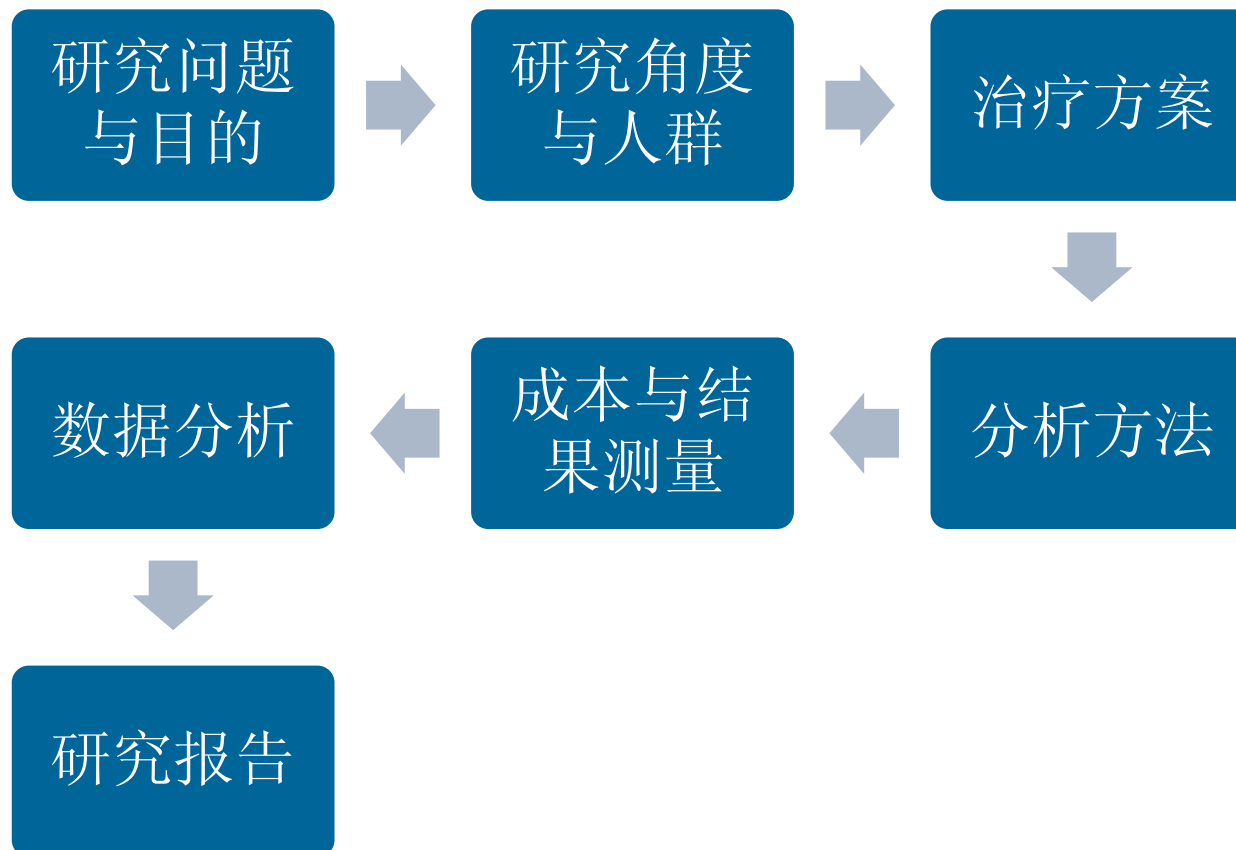 研究问题
与目的
研究角度
与人群
治疗方案
分析方法
成本与结
果测量
数据分析
研究报告